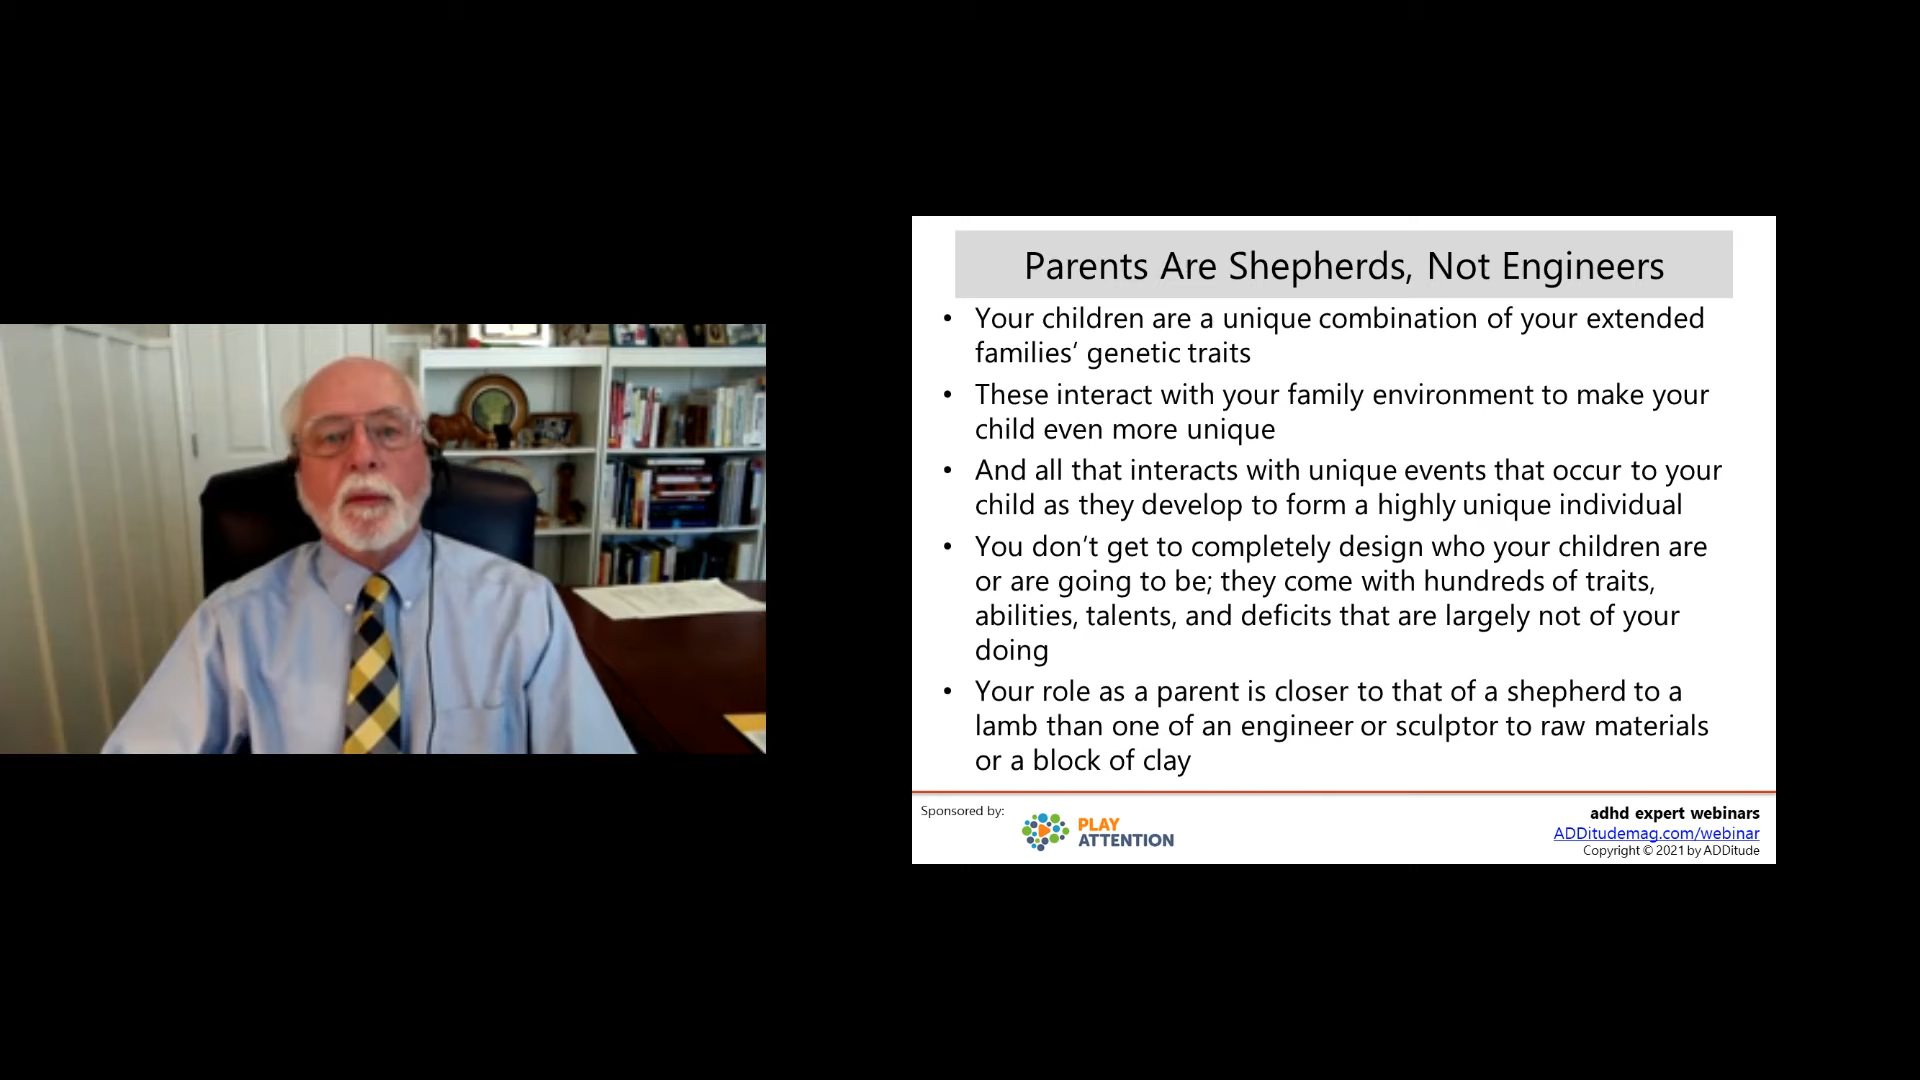 Parents Are Shepherds, Not Engineers
• Your children are a unique combination of your extended
families’ genetic traits
• These interact with your family environment to make your
child even more unique
• And all that interacts with unique events that occur to your
child as they develop to form a highly unique individual
• You don’t get to completely design who your children are
or are going to be; they come with hundreds of traits,
abilities, talents, and deficits that are largely not of your
doing
• Your role as a parent is closer to that of a shepherd to a
lamb than one of an engineer or sculptor to raw materials
or a block of clay
Sponsored by:
PLAY
ATTENTION
adhd expert webinars
ADDitudemag.com/webinar
Copyright © 2021 by ADDitude